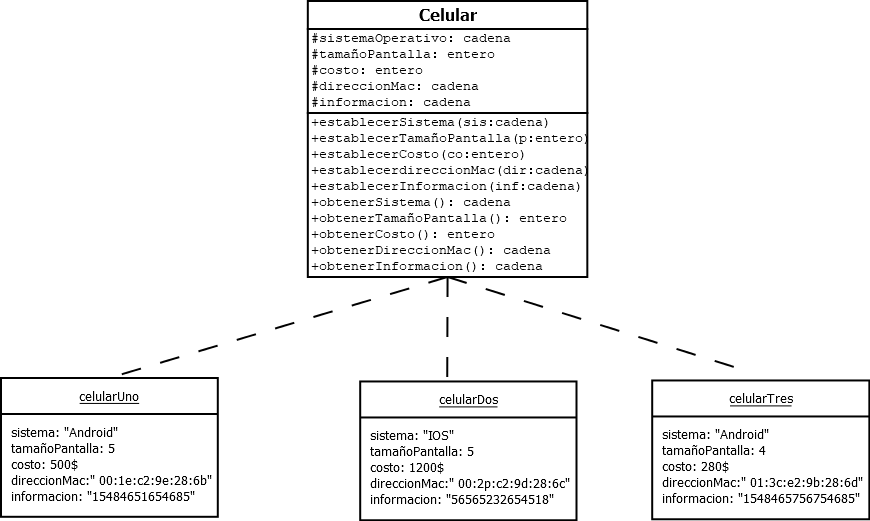 Celular
#sistemaOperativo: cadena
#tamañoPantalla: entero
#costo: entero
#direccionMac: cadena
#informacion: cadena
+establecerSistema(sis:cadena)
+establecerTamañoPantalla(p:entero)
+establecerCosto(co:entero)
+establecerdireccionMac(dir:cadena)
+establecerInformacion(inf:cadena)
+obtenerSistema(): cadena
+obtenerTamañoPantalla(): entero
+obtenerCosto(): entero
+obtenerDireccionMac(): cadena
+obtenerInformacion(): cadena
celularUno
sistema: "Android"
tamañoPantalla: 5
costo: 500$
direccionMac:" 00:1e:c2:9e:28:6b"
informacion: "15484651654685"
celularDos
sistema: "IOS"
tamañoPantalla: 5
costo: 1200$
direccionMac:" 00:2p:c2:9d:28:6c"
informacion: "56565232654518"
celularTres
sistema: "Android"
tamañoPantalla: 4
costo: 280$
direccionMac:" 01:3c:e2:9b:28:6d"
informacion: "1548465756754685"